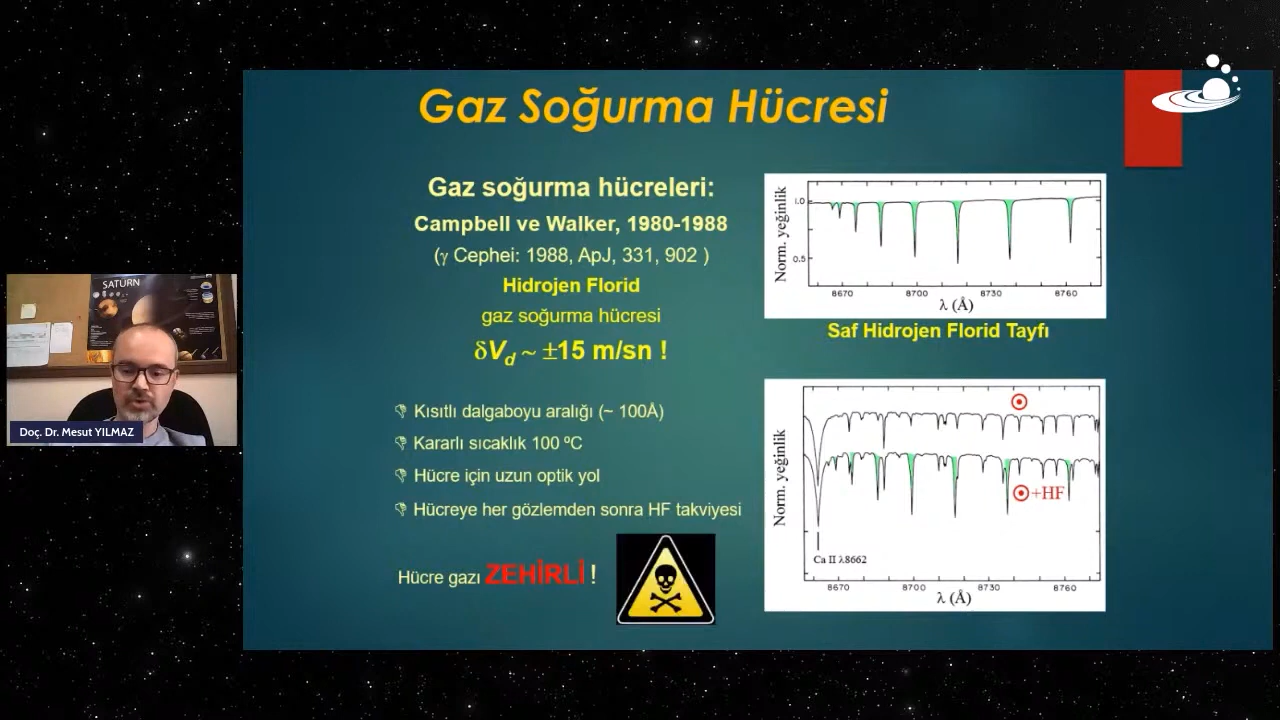 Gaz Soğurma Hücresi
Gaz soğurma hücreleri:
Campbell ve Walker, 1980-1988
(γ Cephei: 1988, ApJ, 331, 902 )
Hidrojen Florid
gaz soğurma hücresi
δVd ~ ±15 m/sn !
Kısıtlı dalgaboyu aralığı (~ 100Å)
Kararlı sıcaklık 100 ºC
Hücre için uzun optik yol
Hücreye her gözlemden sonra HF takviyesi
Hücre gazı ZEHİRLİ !
Norm. yeğinlik
1.0
0.5
8670 8700 8730 8760
λ (Å)
Saf Hidrojen Florid Tayfı
Norm. yeğinlik
⊙
⊙+HF
Ca II λ8662
8670 8700 8730 8760
λ (Å)
SATURN
Doç. Dr. Mesut YILMAZ